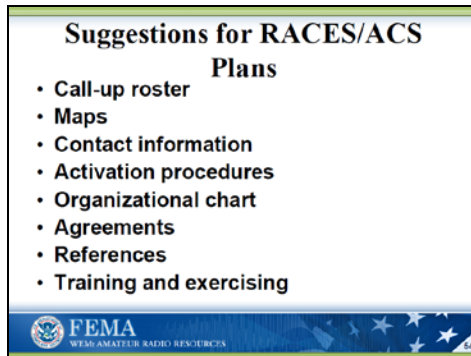 Suggestions for RACES/ACS
Plans
• Call-up roster
• Maps
• Contact information
• Activation procedures
• Organizational chart
• Agreements
• References
• Training and exercising
FEMA